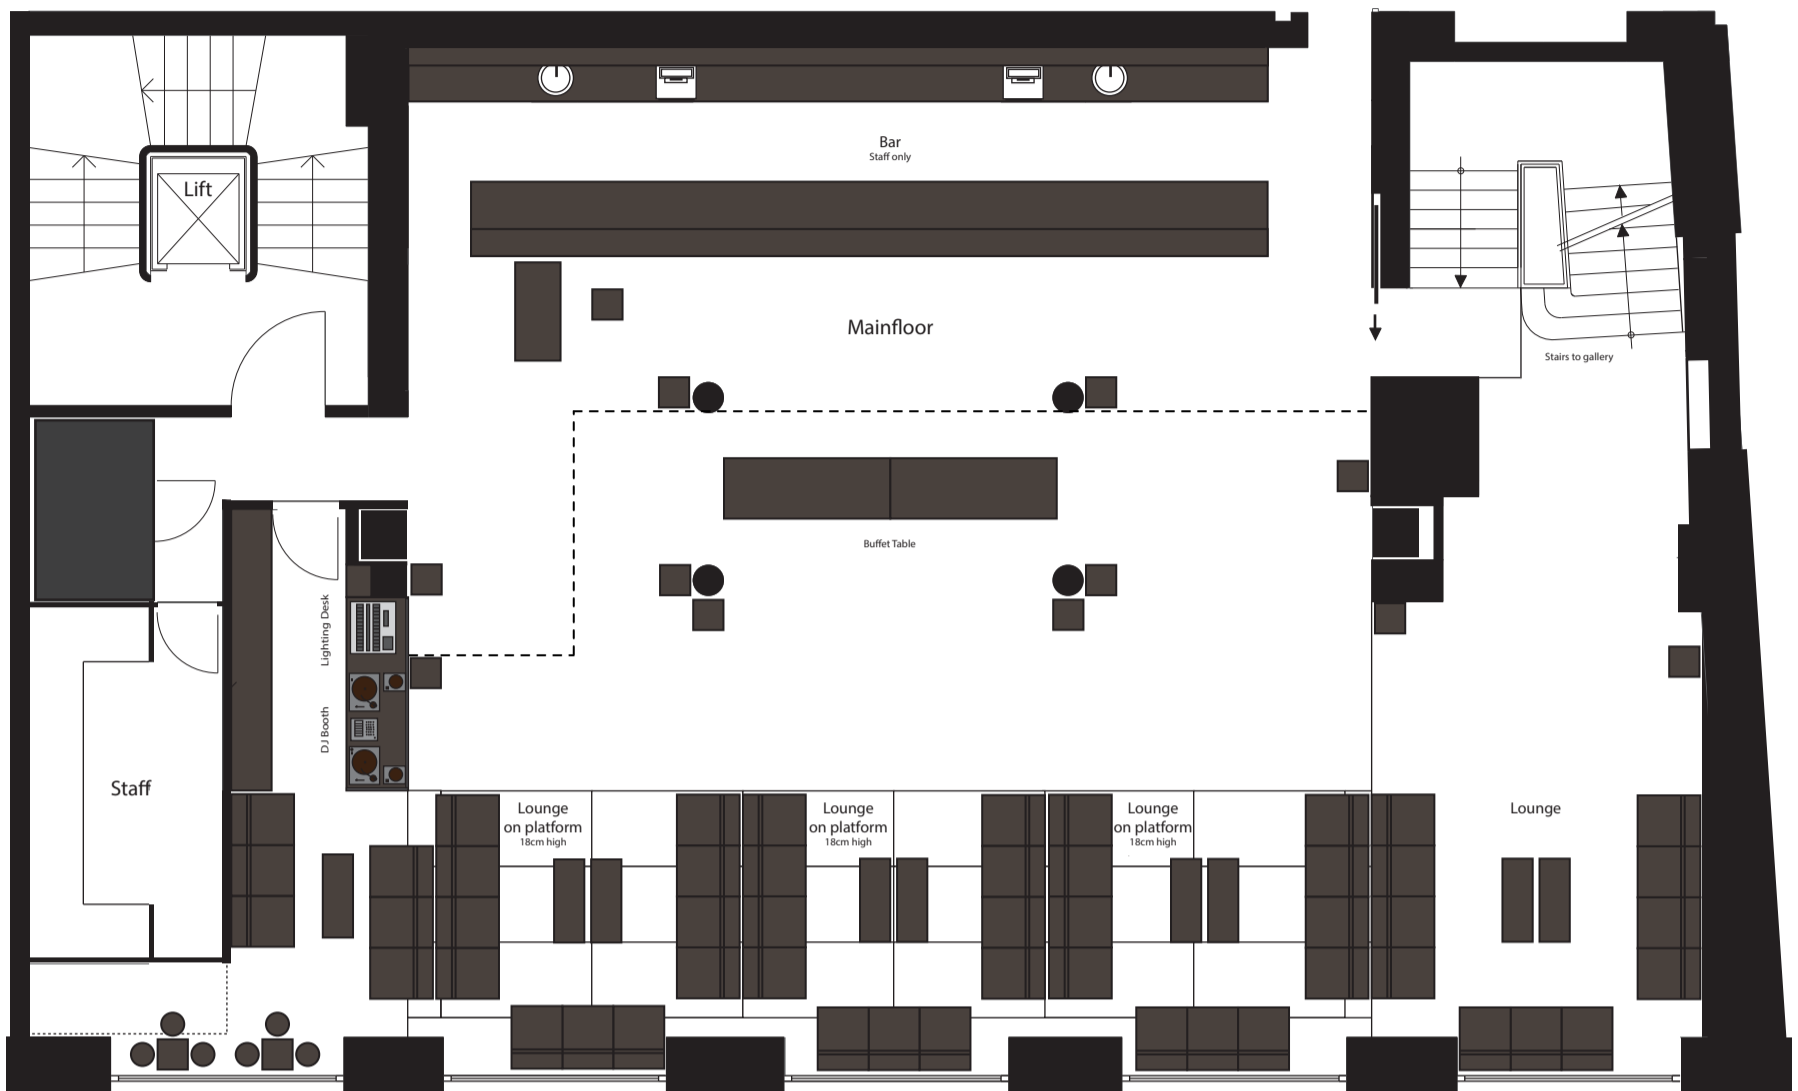 Lift
Bar
Staff only
Mainfloor
Stairs to gallery
Buffet Table
Lighting Desk
DJ Booth
Staff
Lounge
on platform
18cm high
Lounge
on platform
18cm high
Lounge
on platform
18cm high
Lounge